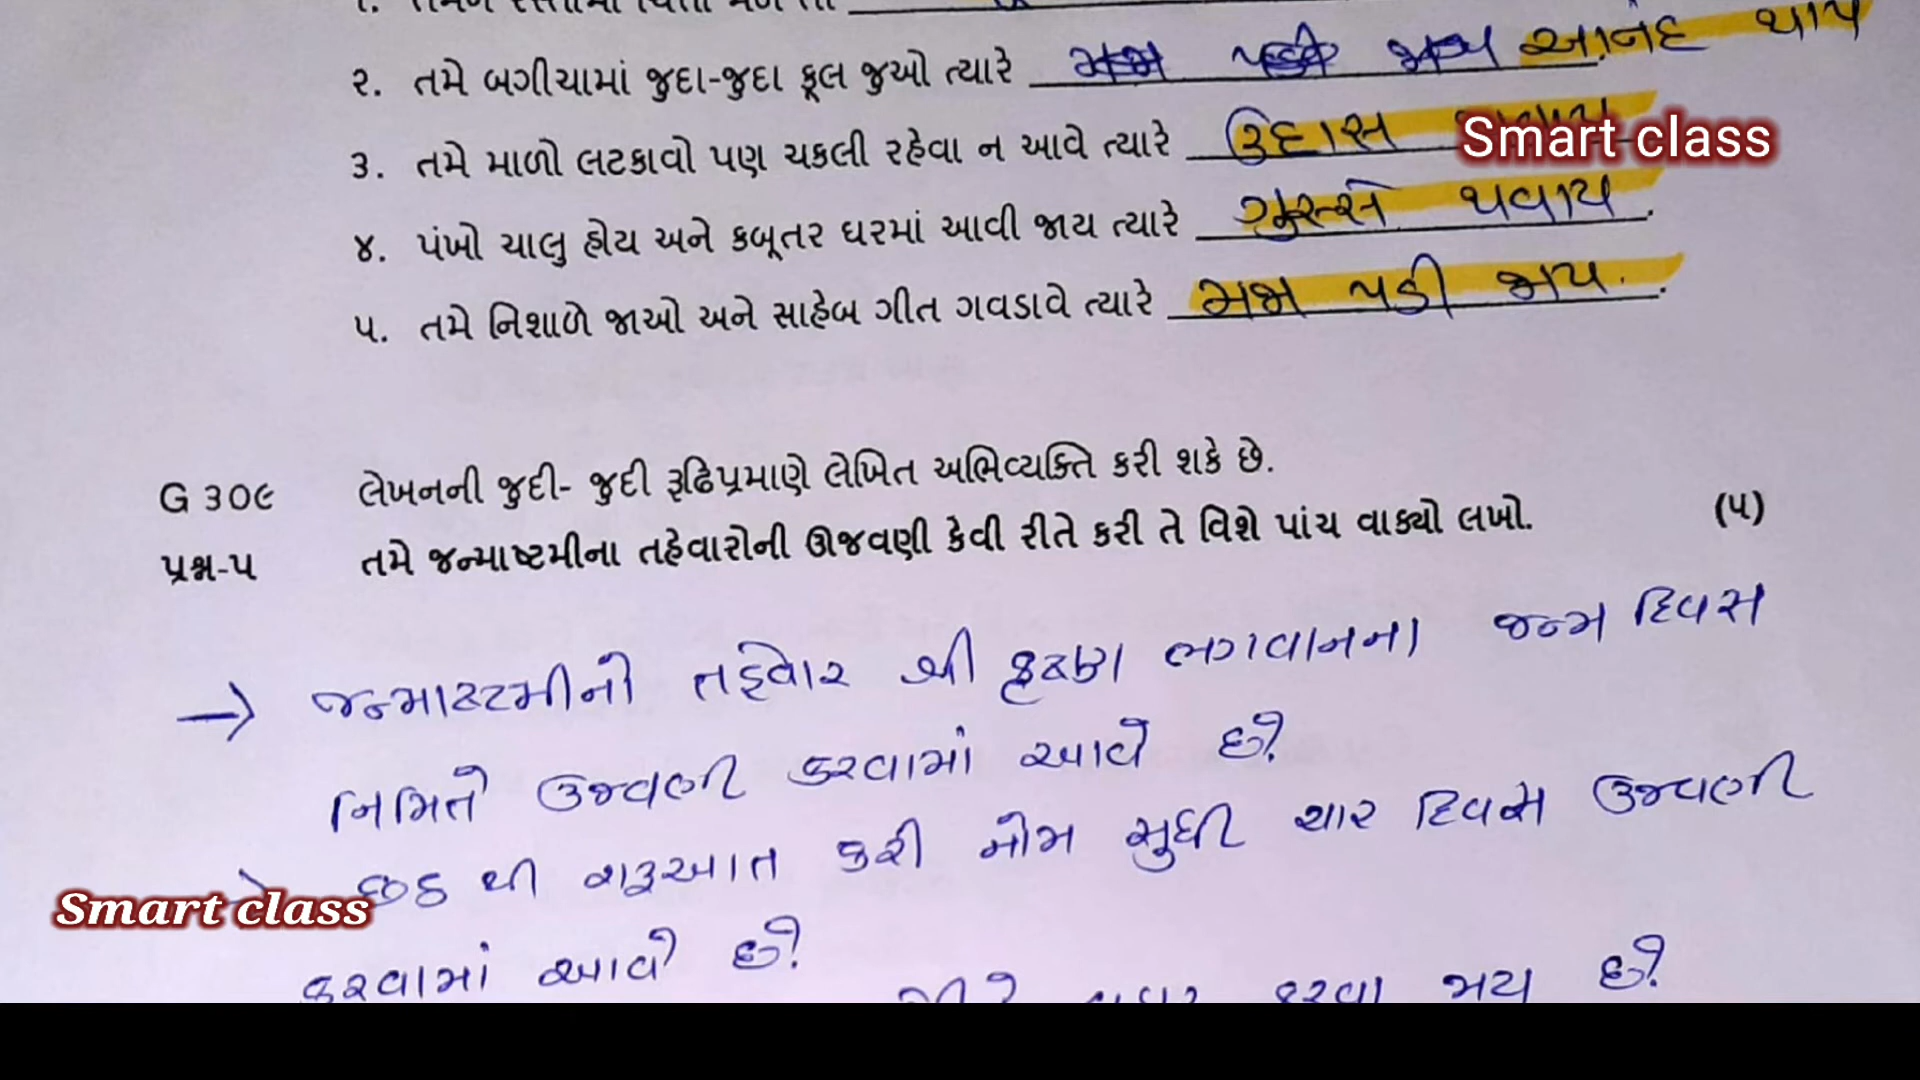 ૨. તમે બગીચામાં જુદા-જુદા ફૂલ જુઓ ત્યારે આનંદ થાય
૩. તમે માળો લટકાવો પણ ચકલી રહેવા ન આવે ત્યારે ઉદાસ
Smart class
૪. પંખો ચાલુ હોય અને કબૂતર ઘરમાં આવી જાય ત્યારે ગુસ્સે થવાય.
૫. તમે નિશાળે જાઓ અને સાહેબ ગીત ગવડાવે ત્યારે મજા પડી જાય.
G ૩૦૯ લેખનની જુદી- જુદી રૂઢિપ્રમાણે લેખિત અભિવ્યક્તિ કરી શકે છે.
પ્રશ્ન-૫ તમે જન્માષ્ટમીના તહેવારોની ઊજવણી કેવી રીતે કરી તે વિશે પાંચ વાક્યો લખો. (૫)
→ જન્માષ્ટમીનો તહેવાર શ્રી કૃષ્ણ ભગવાનના જન્મ દિવસ
નિમિતે ઉજવણી કરવામાં આવે છે.
છઠ થી શરૂઆત કરી નોમ સુધી ચાર દિવસ ઉજવણી
Smart class
કરવામાં આવે છે.
કરવા જાય છે.